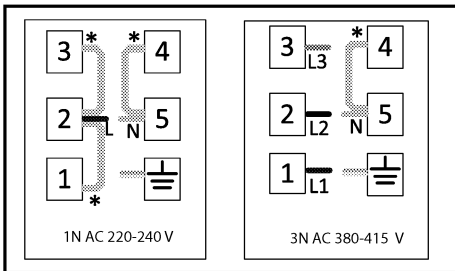 3 * * 4
2 L N 5
1 *
1N AC 220-240 V
3 L3 * 4
2 L2 N 5
1 L1
3N AC 380-415 V